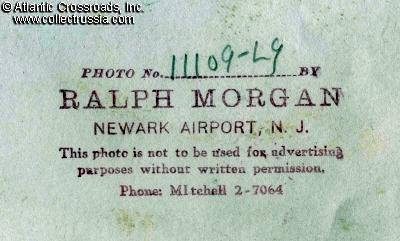 © Atlantic Crossroads, Inc.
www.collectrussia.com
PHOTO No. 11109-L9 BY
RALPH MORGAN
NEWARK AIRPORT, N. J.
This photo is not to be used for advertising
purposes without written permission.
Phone: MItchell 2-7064